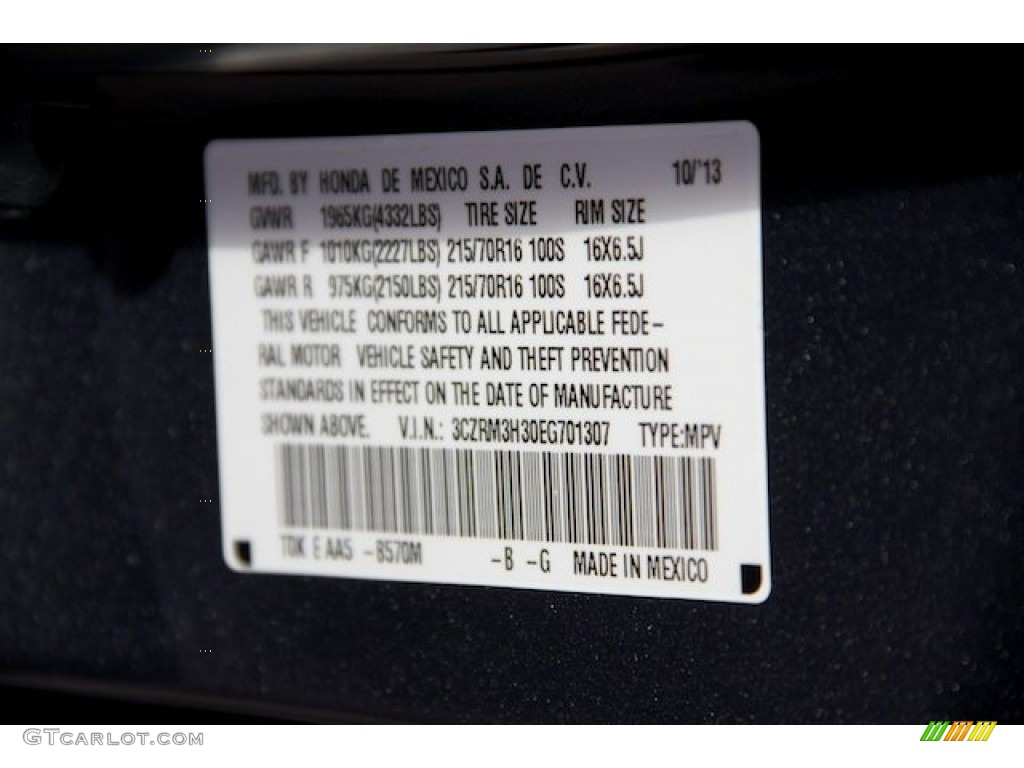 MFD. BY HONDA DE MEXICO S.A. DE C.V. 10/'13
GVWR 1965KG(4332LBS) TIRE SIZE RIM SIZE
GAWR F 1010KG(2227LBS) 215/70R16 100S 16X6.5J
GAWR R 975KG(2150LBS) 215/70R16 100S 16X6.5J
THIS VEHICLE CONFORMS TO ALL APPLICABLE FEDE-
RAL MOTOR VEHICLE SAFETY AND THEFT PREVENTION
STANDARDS IN EFFECT ON THE DATE OF MANUFACTURE
SHOWN ABOVE. V.I.N.: 3CZRM3H30EG701307 TYPE:MPV
TDK E AA5 -B570M -B -G MADE IN MEXICO
GTcarlot.com